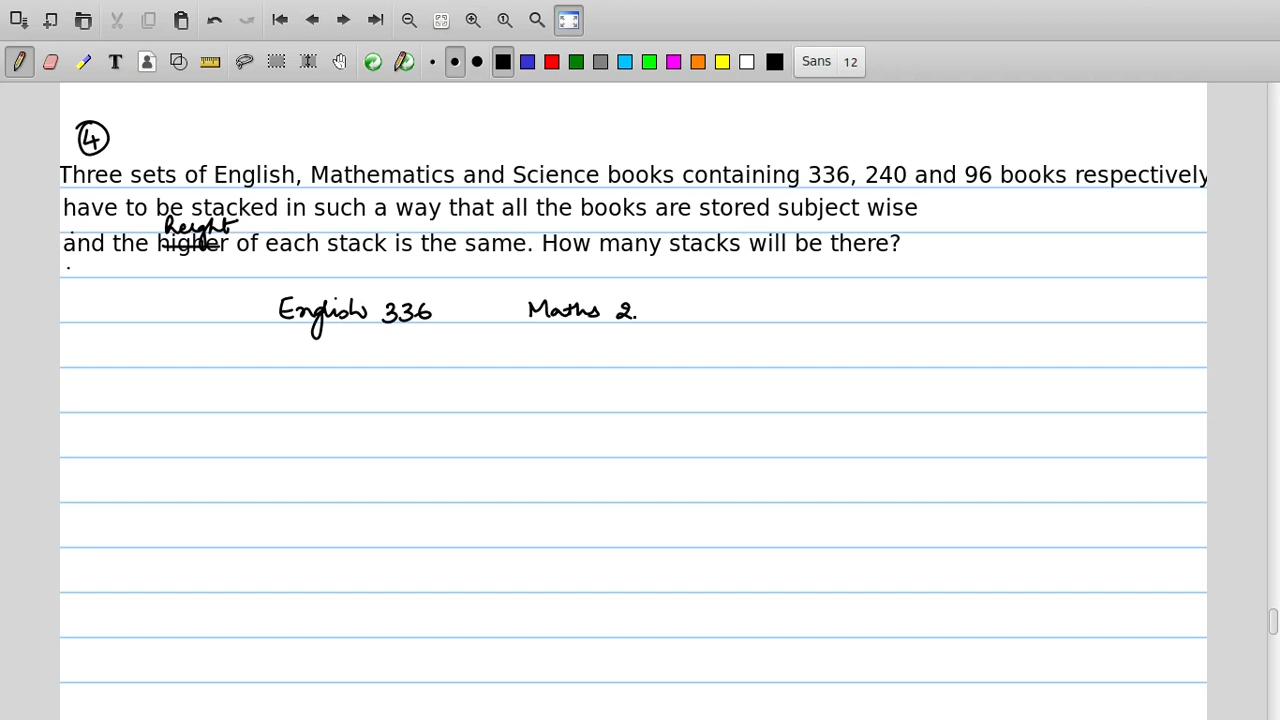 Sans 12
4
Three sets of English, Mathematics and Science books containing 336, 240 and 96 books respectively
have to be stacked in such a way that all the books are stored subject wise
height
and the higher of each stack is the same. How many stacks will be there?
English 336 Maths 2